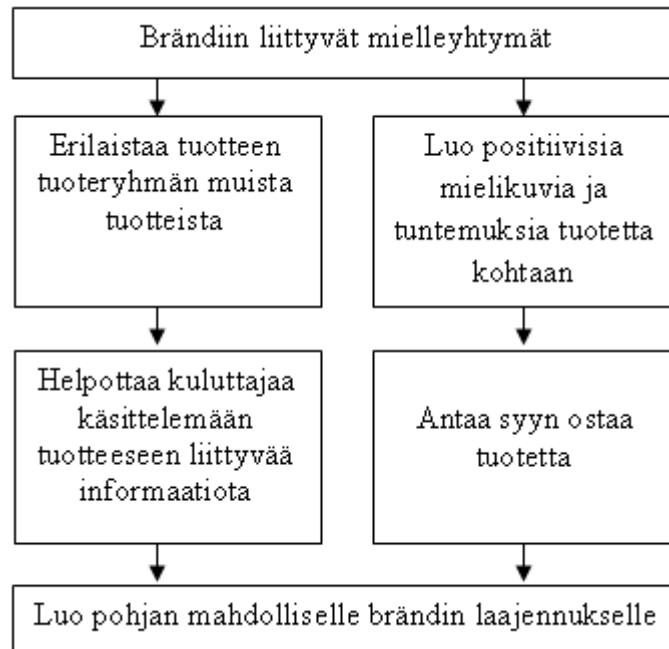 Brändiin liittyvät mielleyhtymät
Erilaistaa tuotteen
tuoteryhmän muista
tuotteista
Luo positiivisia
mielikuvia ja
tuntemuksia tuotetta
kohtaan
Helpottaa kuluttajaa
käsittelemään
tuotteeseen liittyvää
informaatiota
Antaa syyn ostaa
tuotetta
Luo pohjan mahdolliselle brändin laajennukselle